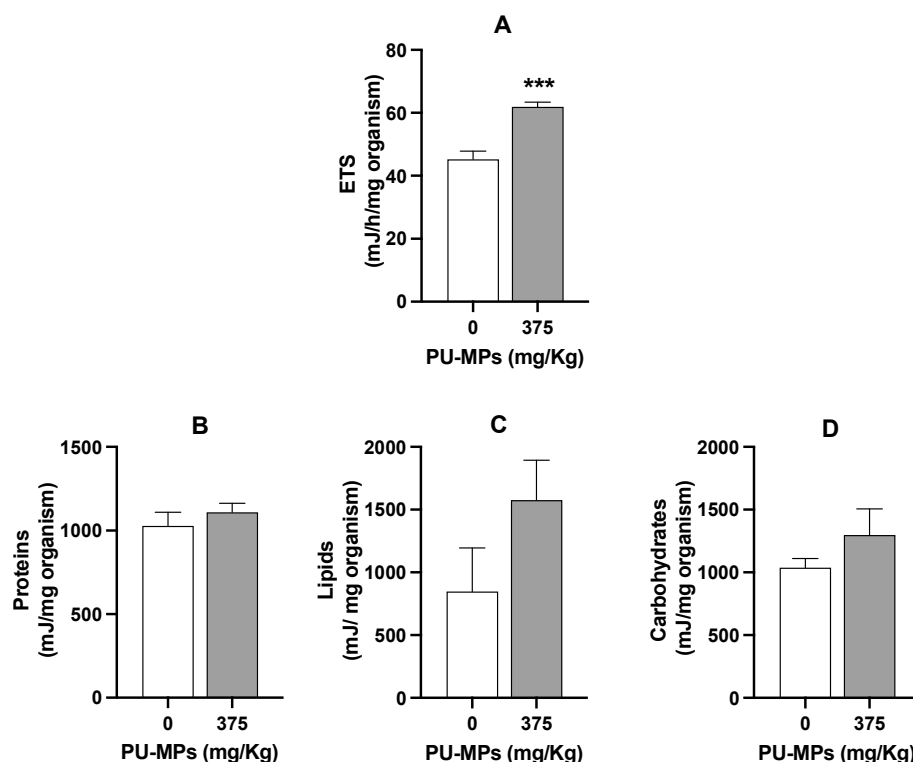 A
ETS
(mJ/h/mg organism)
80
60
40
20
0
***
0 375
PU-MPs (mg/Kg)
B
Proteins
(mJ/mg organism)
1500
1000
500
0
0 375
PU-MPs (mg/Kg)
C
Lipids
(mJ/ mg organism)
2000
1500
1000
500
0
0 375
PU-MPs (mg/Kg)
D
Carbohydrates
(mJ/mg organism)
2000
1500
1000
500
0
0 375
PU-MPs (mg/Kg)